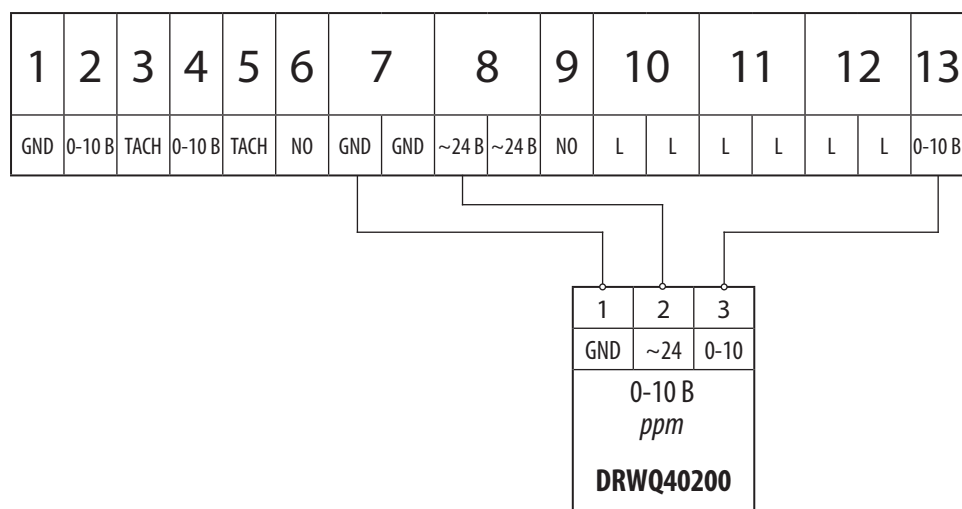 1 2 3 4 5 6 7 8 9 10 11 12 13
GND 0-10 В TACH 0-10 В TACH NO GND GND ~24 В ~24 В NO L L L L L L 0-10 В
1 2 3
GND ~24 0-10
0-10 В
ppm
DRWQ40200